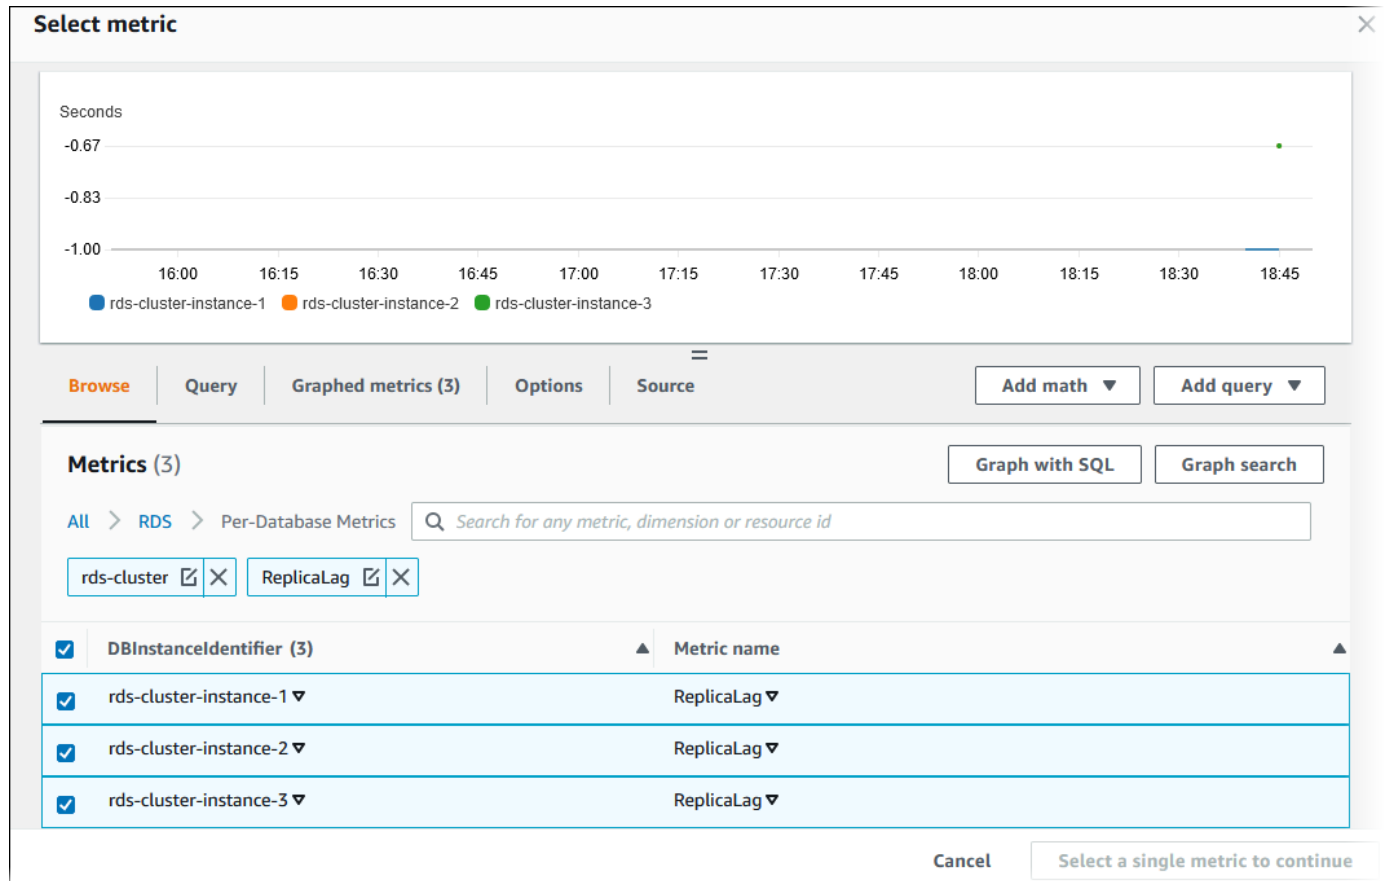 Select metric
Seconds
-0.67
-0.83
-1.00
16:00 16:15 16:30 16:45 17:00 17:15 17:30 17:45 18:00 18:15 18:30 18:45
rds-cluster-instance-1 rds-cluster-instance-2 rds-cluster-instance-3
Browse Query Graphed metrics (3) Options Source Add math Add query
Metrics (3) Graph with SQL Graph search
All RDS Per-Database Metrics Search for any metric, dimension or resource id
rds-cluster ReplicaLag
DBInstanceIdentifier (3) Metric name
rds-cluster-instance-1 ReplicaLag
rds-cluster-instance-2 ReplicaLag
rds-cluster-instance-3 ReplicaLag
Cancel Select a single metric to continue